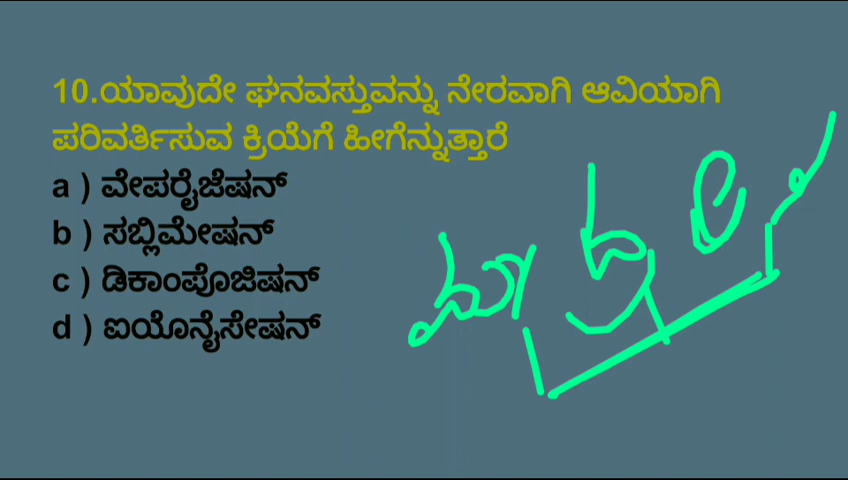 10.ಯಾವುದೇ ಘನವಸ್ತುವನ್ನು ನೇರವಾಗಿ ಆವಿಯಾಗಿ
ಪರಿವರ್ತಿಸುವ ಕ್ರಿಯೆಗೆ ಹೀಗೆನ್ನುತ್ತಾರೆ
a ) ವೇಪರೈಜೆಷನ್
b ) ಸಬ್ಲಿಮೇಷನ್
c ) ಡಿಕಾಂಪೊಜಿಷನ್
d ) ಐಯೊನೈಸೇಷನ್